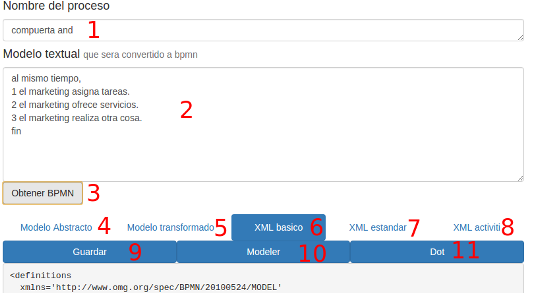 Nombre del proceso
compuerta and 1
Modelo textual que sera convertido a bpmn
al mismo tiempo,
1 el marketing asigna tareas.
2 el marketing ofrece servicios. 2
3 el marketing realiza otra cosa.
fin
Obtener BPMN 3
Modelo Abstracto 4 Modelo transformado 5 XML basico 6 XML estandar 7 XML activiti 8
Guardar 9 Modeler 10 Dot 11
<definitions
xmlns='http://www.omg.org/spec/BPMN/20100524/MODEL'